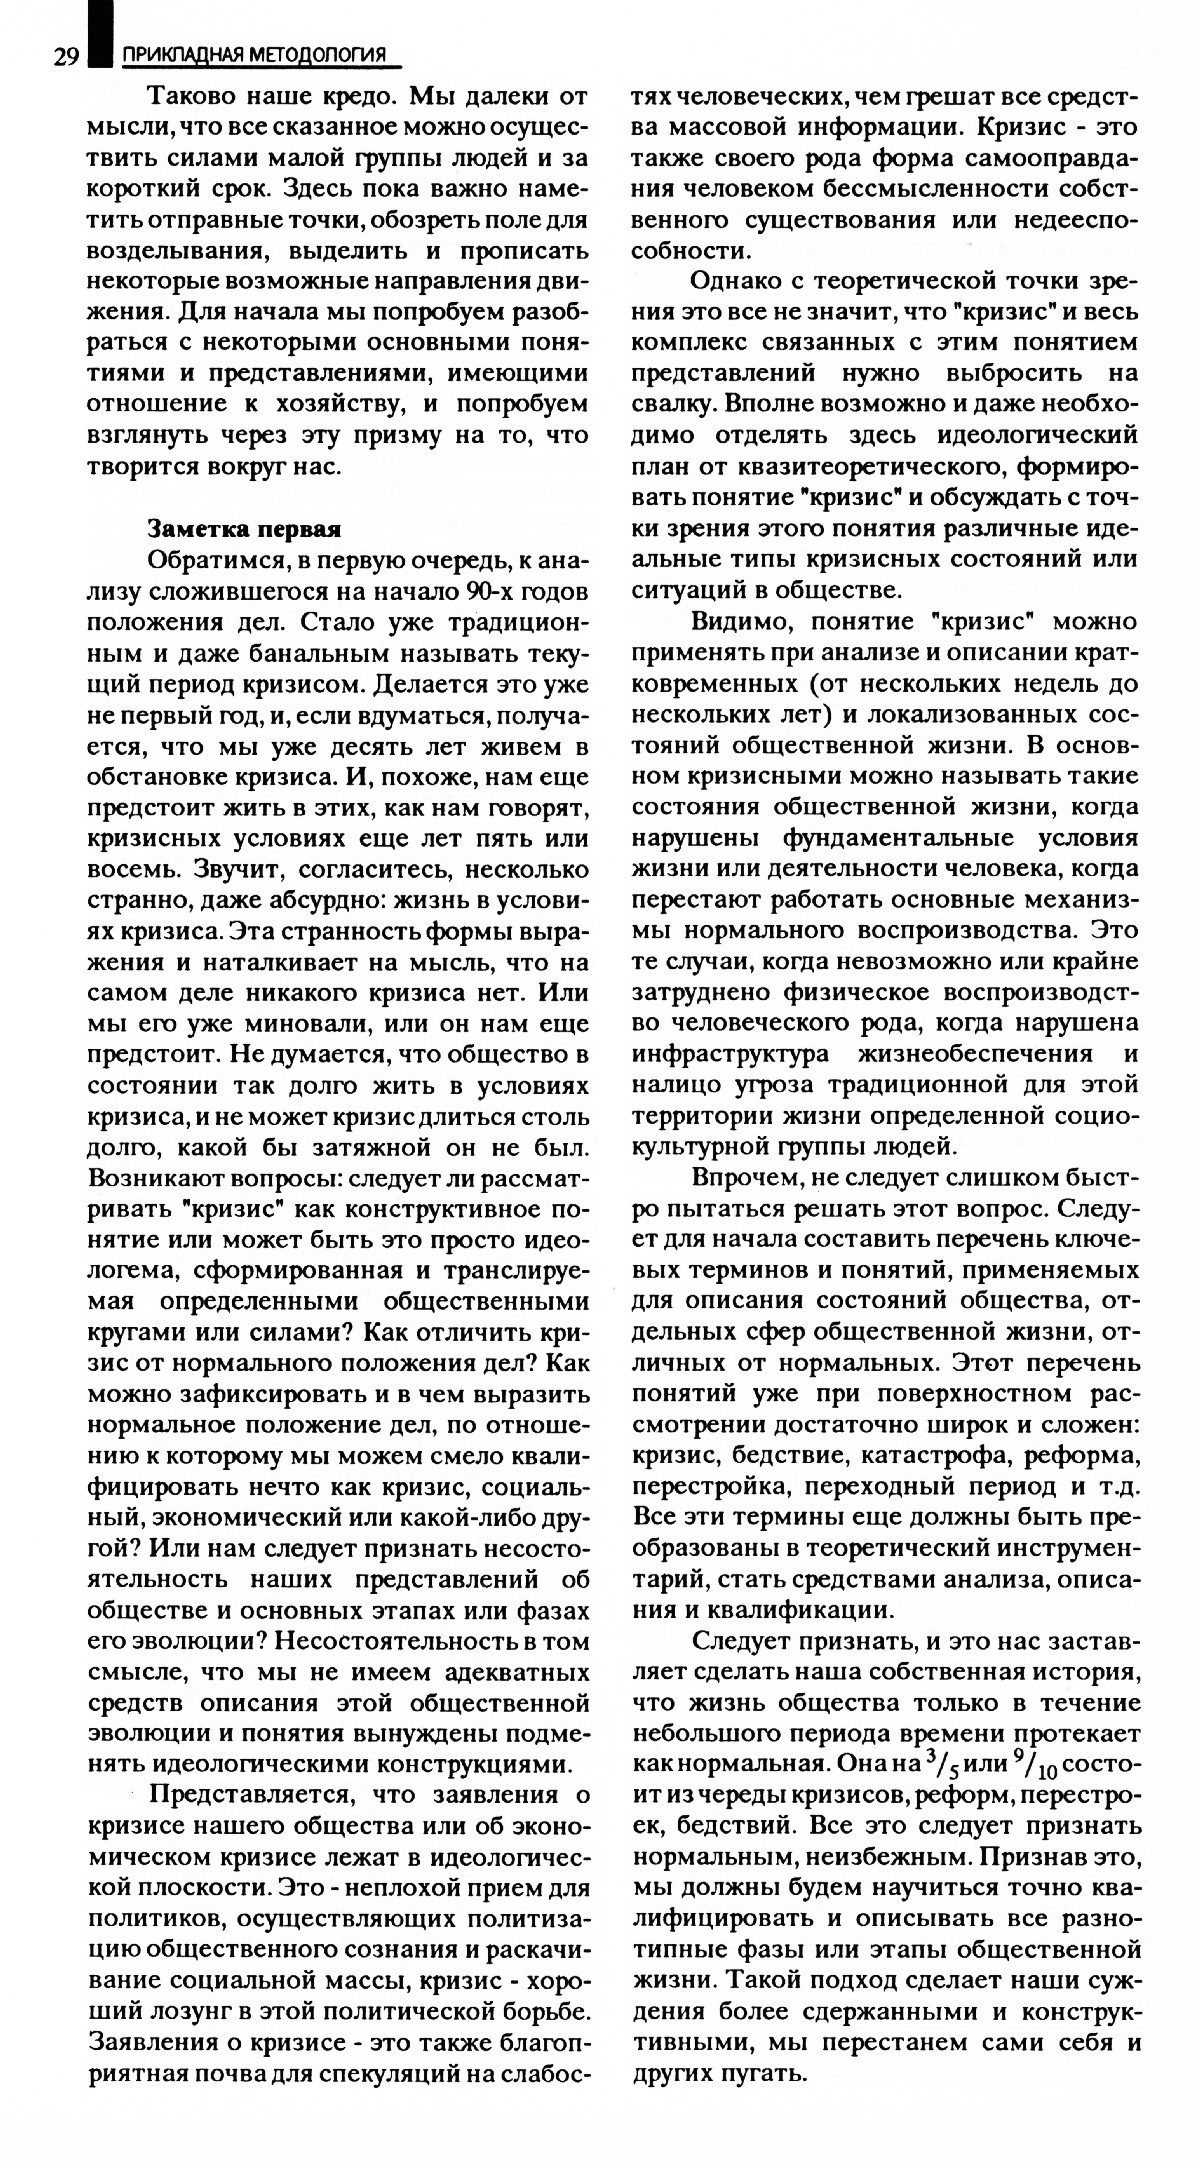 29
ПРИКЛАДНАЯ МЕТОДОЛОГИЯ
Таково наше кредо. Мы далеки от
мысли, что все сказанное можно осущес-
твить силами малой группы людей и за
короткий срок. Здесь пока важно наме-
тить отправные точки, обозреть поле для
возделывания, выделить и прописать
некоторые возможные направления дви-
жения. Для начала мы попробуем разоб-
раться с некоторыми основными поня-
тиями и представлениями, имеющими
отношение к хозяйству, и попробуем
взглянуть через эту призму на то, что
творится вокруг нас.
Заметка первая
Обратимся, в первую очередь, к ана-
лизу сложившегося на начало 90-х годов
положения дел. Стало уже традицион-
ным и даже банальным называть теку-
щий период кризисом. Делается это уже
не первый год, и, если вдуматься, получа-
ется, что мы уже десять лет живем в
обстановке кризиса. И, похоже, нам еще
предстоит жить в этих, как нам говорят,
кризисных условиях еще лет пять или
восемь. Звучит, согласитесь, несколько
странно, даже абсурдно: жизнь в услови-
ях кризиса. Эта странность формы выра-
жения и наталкивает на мысль, что на
самом деле никакого кризиса нет. Или
мы его уже миновали, или он нам еще
предстоит. Не думается, что общество в
состоянии так долго жить в условиях
кризиса, и не может кризис длиться столь
долго, какой бы затяжной он не был.
Возникают вопросы: следует ли рассмат-
ривать "кризис" как конструктивное по-
нятие или может быть это просто идео-
логема, сформированная и транслируе-
мая определенными общественными
кругами или силами? Как отличить кри-
зис от нормального положения дел? Как
можно зафиксировать и в чем выразить
нормальное положение дел, по отноше-
нию к которому мы можем смело квали-
фицировать нечто как кризис, социаль-
ный, экономический или какой-либо дру-
гой? Или нам следует признать несосто-
ятельность наших представлений об
обществе и основных этапах или фазах
его эволюции? Несостоятельность в том
смысле, что мы не имеем адекватных
средств описания этой общественной
эволюции и понятия вынуждены подме-
нять идеологическими конструкциями.
Представляется, что заявления о
кризисе нашего общества или об эконо-
мическом кризисе лежат в идеологичес-
кой плоскости. Это - неплохой прием для
политиков, осуществляющих политиза-
цию общественного сознания и раскачи-
вание социальной массы, кризис - хоро-
ший лозунг в этой политической борьбе.
Заявления о кризисе - это также благоп-
риятная почва для спекуляций на слабос-
тях человеческих, чем грешат все средст-
ва массовой информации. Кризис - это
также своего рода форма самооправда-
ния человеком бессмысленности собст-
венного существования или недееспо-
собности.
Однако с теоретической точки зре-
ния это все не значит, что "кризис" и весь
комплекс связанных с этим понятием
представлений нужно выбросить на
свалку. Вполне возможно и даже необхо-
димо отделять здесь идеологический
план от квазитеоретического, формиро-
вать понятие "кризис" и обсуждать с точ-
ки зрения этого понятия различные иде-
альные типы кризисных состояний или
ситуаций в обществе.
Видимо, понятие "кризис" можно
применять при анализе и описании крат-
ковременных (от нескольких недель до
нескольких лет) и локализованных сос-
тояний общественной жизни. В основ-
ном кризисными можно называть такие
состояния общественной жизни, когда
нарушены фундаментальные условия
жизни или деятельности человека, когда
перестают работать основные механиз-
мы нормального воспроизводства. Это
те случаи, когда невозможно или крайне
затруднено физическое воспроизводст-
во человеческого рода, когда нарушена
инфраструктура жизнеобеспечения и
налицо угроза традиционной для этой
территории жизни определенной социо-
культурной группы людей.
Впрочем, не следует слишком быст-
ро пытаться решать этот вопрос. Следу-
ет для начала составить перечень ключе-
вых терминов и понятий, применяемых
для описания состояний общества, от-
дельных сфер общественной жизни, от-
личных от нормальных. Этот перечень
понятий уже при поверхностном рас-
смотрении достаточно широк и сложен:
кризис, бедствие, катастрофа, реформа,
перестройка, переходный период и т.д.
Все эти термины еще должны быть пре-
образованы в теоретический инструмен-
тарий, стать средствами анализа, описа-
ния и квалификации.
Следует признать, и это нас застав-
ляет сделать наша собственная история,
что жизнь общества только в течение
небольшого периода времени протекает
как нормальная. Она на 3/5 или 9/10 состо-
ит из череды кризисов, реформ, перестро-
ек, бедствий. Все это следует признать
нормальным, неизбежным. Признав это,
мы должны будем научиться точно ква-
лифицировать и описывать все разно-
типные фазы или этапы общественной
жизни. Такой подход сделает наши суж-
дения более сдержанными и конструк-
тивными, мы перестанем сами себя и
других пугать.